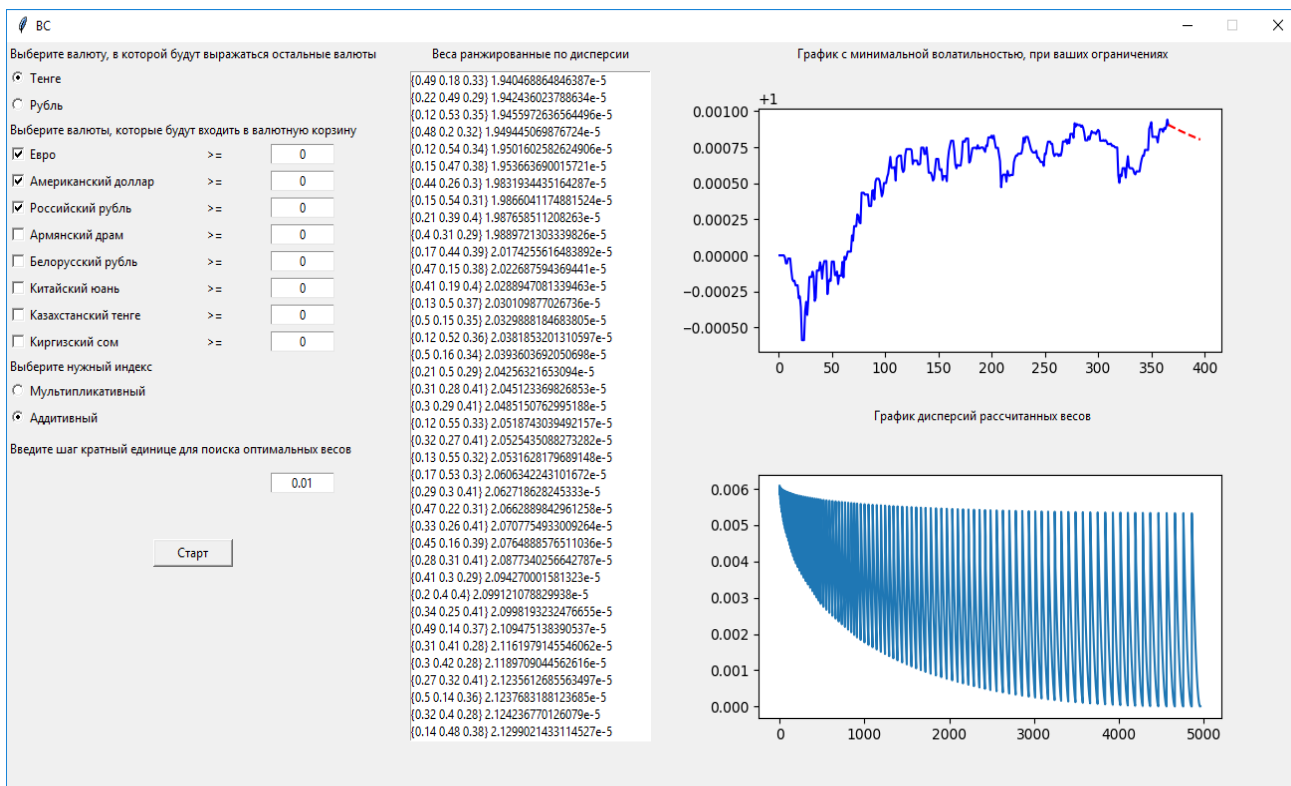 BC
Выберите валюту, в которой будут выражаться остальные валюты
Тенге
Рубль
Выберите валюты, которые будут входить в валютную корзину
Евро >= 0
Американский доллар >= 0
Российский рубль >= 0
Армянский драм >= 0
Белорусский рубль >= 0
Китайский юань >= 0
Казахстанский тенге >= 0
Киргизский сом >= 0
Выберите нужный индекс
Мультипликативный
Аддитивный
Введите шаг кратный единице для поиска оптимальных весов
0.01
Старт
Веса ранжированные по дисперсии
{0.49 0.18 0.33} 1.940468864846387e-5
{0.22 0.49 0.29} 1.942436023788634e-5
{0.12 0.53 0.35} 1.9455972636564496e-5
{0.48 0.2 0.32} 1.949445069876724e-5
{0.12 0.54 0.34} 1.9501602582624906e-5
{0.15 0.47 0.38} 1.953663690015721e-5
{0.44 0.26 0.3} 1.9831934435164287e-5
{0.15 0.54 0.31} 1.9866041174881524e-5
{0.21 0.39 0.4} 1.987658511208263e-5
{0.4 0.31 0.29} 1.9889721303339826e-5
{0.17 0.44 0.39} 2.0174255616483892e-5
{0.47 0.15 0.38} 2.022687594369441e-5
{0.41 0.19 0.4} 2.0288947081339463e-5
{0.13 0.5 0.37} 2.030109877026736e-5
{0.5 0.15 0.35} 2.0329888184683805e-5
{0.12 0.52 0.36} 2.0381853201310597e-5
{0.5 0.16 0.34} 2.0393603692050698e-5
{0.21 0.5 0.29} 2.04256321653094e-5
{0.31 0.28 0.41} 2.045123369826853e-5
{0.3 0.29 0.41} 2.0485150762995188e-5
{0.12 0.55 0.33} 2.0518743039492157e-5
{0.32 0.27 0.41} 2.0525435088273282e-5
{0.13 0.55 0.32} 2.0531628179689148e-5
{0.17 0.53 0.3} 2.0606342243101672e-5
{0.29 0.3 0.41} 2.062718628245333e-5
{0.47 0.22 0.31} 2.0662889842961258e-5
{0.33 0.26 0.41} 2.0707754933009264e-5
{0.45 0.16 0.39} 2.0764888576511036e-5
{0.28 0.31 0.41} 2.0877340256642787e-5
{0.41 0.3 0.29} 2.094270001581323e-5
{0.2 0.4 0.4} 2.099121078829938e-5
{0.34 0.25 0.41} 2.0998193232476655e-5
{0.49 0.14 0.37} 2.109475138390537e-5
{0.31 0.41 0.28} 2.1161979145546062e-5
{0.3 0.42 0.28} 2.1189709044562616e-5
{0.27 0.32 0.41} 2.1235612685563497e-5
{0.5 0.14 0.36} 2.1237683188123685e-5
{0.32 0.4 0.28} 2.124236770126079e-5
{0.14 0.48 0.38} 2.1299021433114527e-5
График с минимальной волатильностью, при ваших ограничениях
+1
0.00100
0.00075
0.00050
0.00025
0.00000
−0.00025
−0.00050
0 50 100 150 200 250 300 350 400
График дисперсий рассчитанных весов
0.006
0.005
0.004
0.003
0.002
0.001
0.000
0 1000 2000 3000 4000 5000